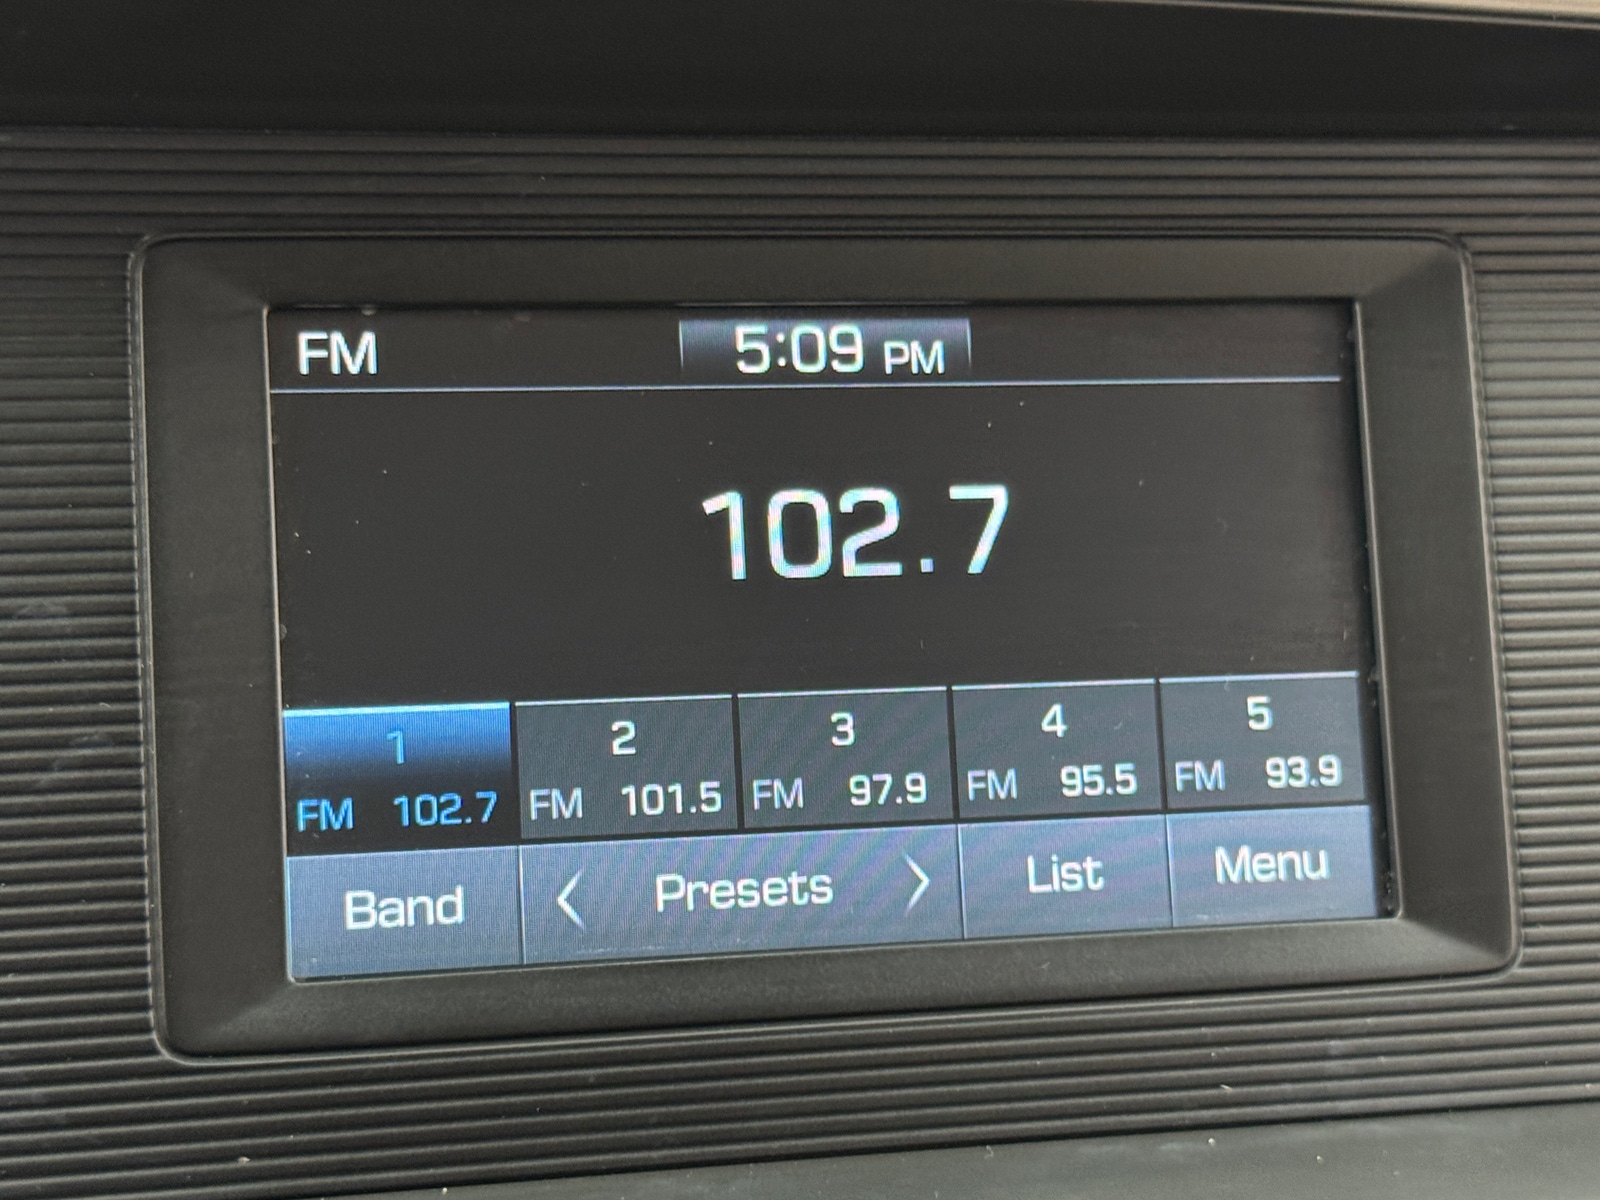 FM 5:09 PM
102.7
1 2 3 4 5
FM 102.7 FM 101.5 FM 97.9 FM 95.5 FM 93.9
Band < Presets > List Menu